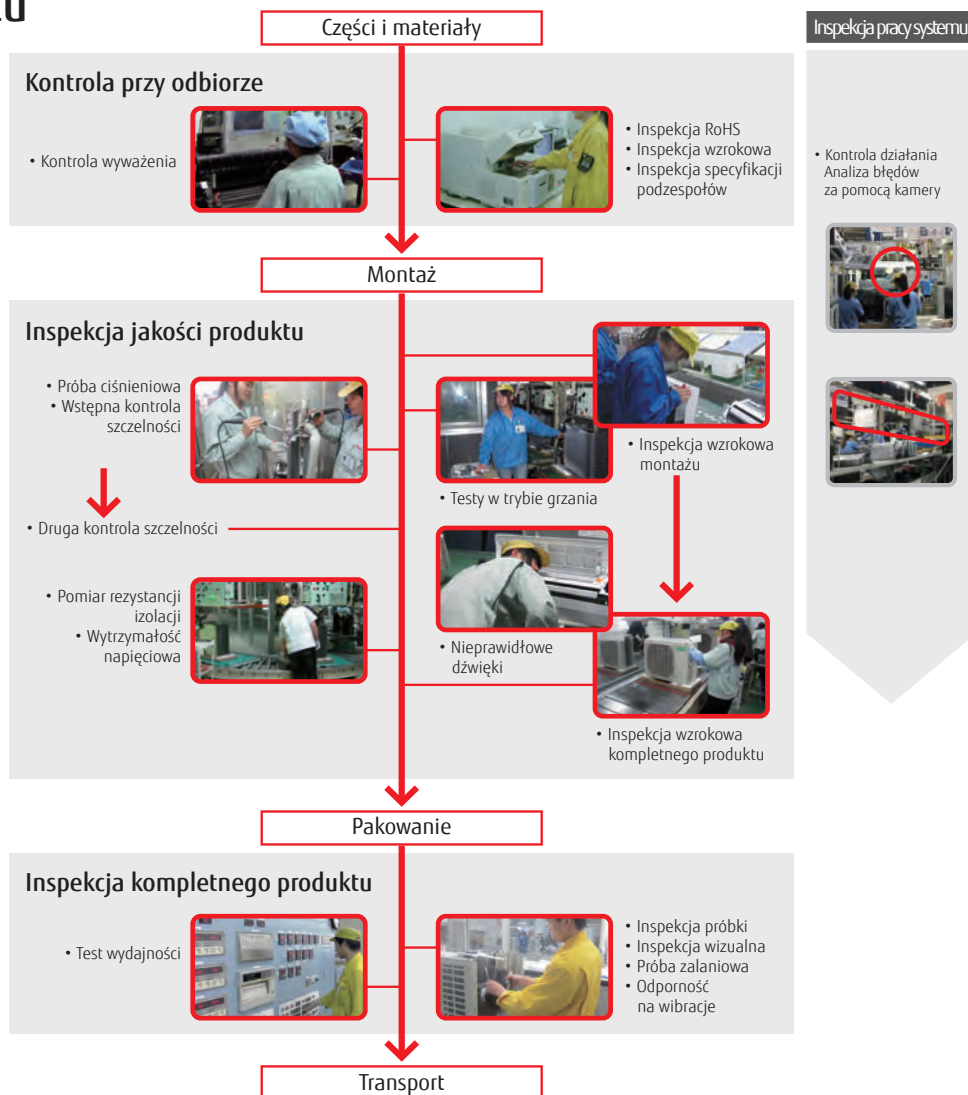 Części i materiały
Inspekcja pracy systemu
Kontrola przy odbiorze
• Kontrola wyważenia
• Inspekcja RoHS
• Inspekcja wzrokowa
• Inspekcja specyfikacji
podzespołów
• Kontrola działania
Analiza błędów
za pomocą kamery
Montaż
Inspekcja jakości produktu
• Próba ciśnieniowa
• Wstępna kontrola
szczelności
• Inspekcja wzrokowa
montażu
• Testy w trybie grzania
• Druga kontrola szczelności
• Pomiar rezystancji
izolacji
• Wytrzymałość
napięciowa
• Nieprawidłowe
dźwięki
• Inspekcja wzrokowa
kompletnego produktu
Pakowanie
Inspekcja kompletnego produktu
• Test wydajności
• Inspekcja próbki
• Inspekcja wizualna
• Próba zalaniowa
• Odporność
na wibracje
Transport